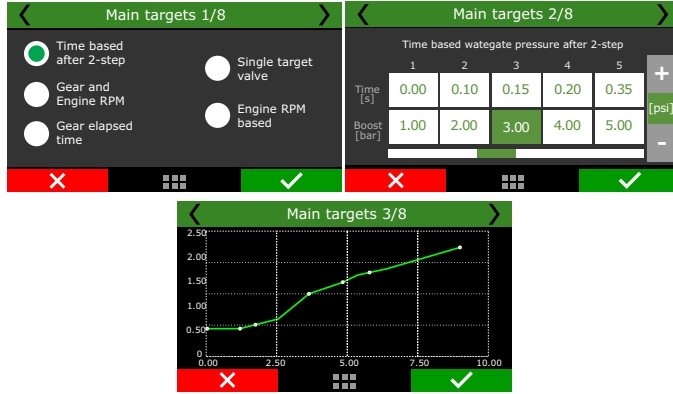 Main targets 1/8
Time based
after 2-step
Gear and
Engine RPM
Gear elapsed
time
Single target
valve
Engine RPM
based
Main targets 2/8
Time based wategate pressure after 2-step
1 2 3 4 5
Time
[s]
0.00 0.10 0.15 0.20 0.35
Boost
[bar]
1.00 2.00 3.00 4.00 5.00
+
[psi]
-
Main targets 3/8
2.50
2.00
1.50
1.00
0.50
0
0.00 2.50 5.00 7.50 10.00